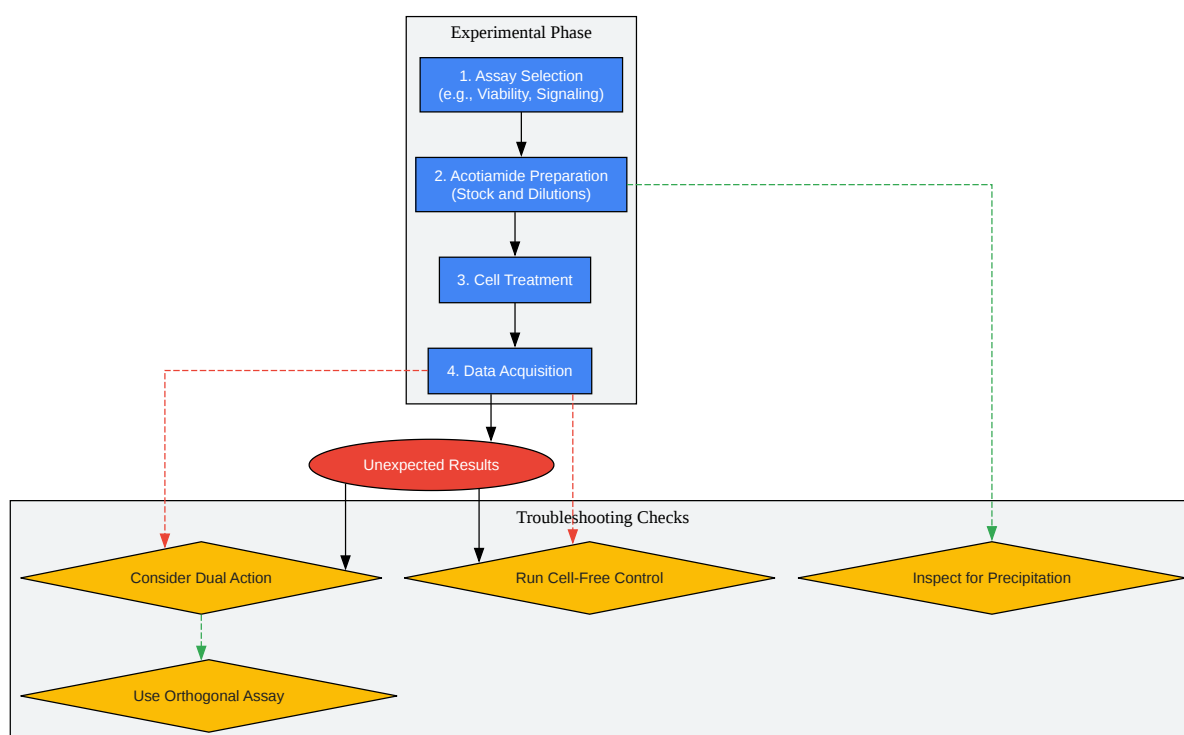 Experimental Phase
1. Assay Selection
(e.g., Viability, Signaling)
2. Acotiamide Preparation
(Stock and Dilutions)
3. Cell Treatment
4. Data Acquisition
Unexpected Results
Troubleshooting Checks
Consider Dual Action
Run Cell-Free Control
Inspect for Precipitation
Use Orthogonal Assay